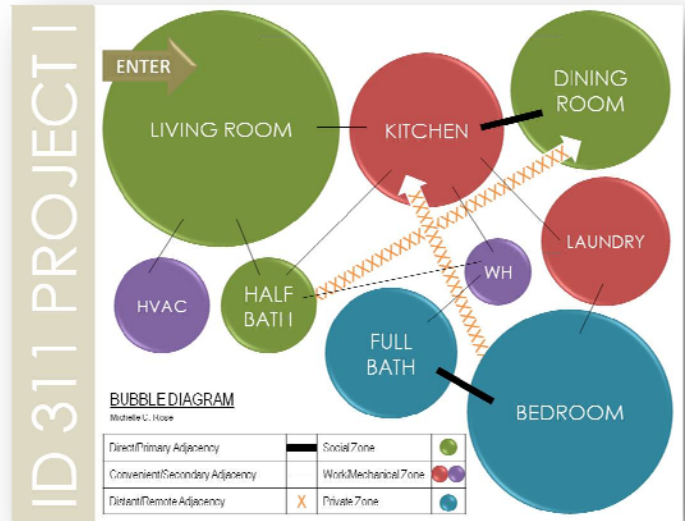 ID 311 PROJECT I
ENTER
LIVING ROOM
KITCHEN
DINING
ROOM
LAUNDRY
WH
HVAC
HALF
BATH
FULL
BATH
BEDROOM
BUBBLE DIAGRAM
Michelle C. Rose
Direct/Primary Adjacency
Social Zone
Convenient/Secondary Adjacency
Work/Mechanical Zone
Distant/Remote Adjacency
X
Private Zone